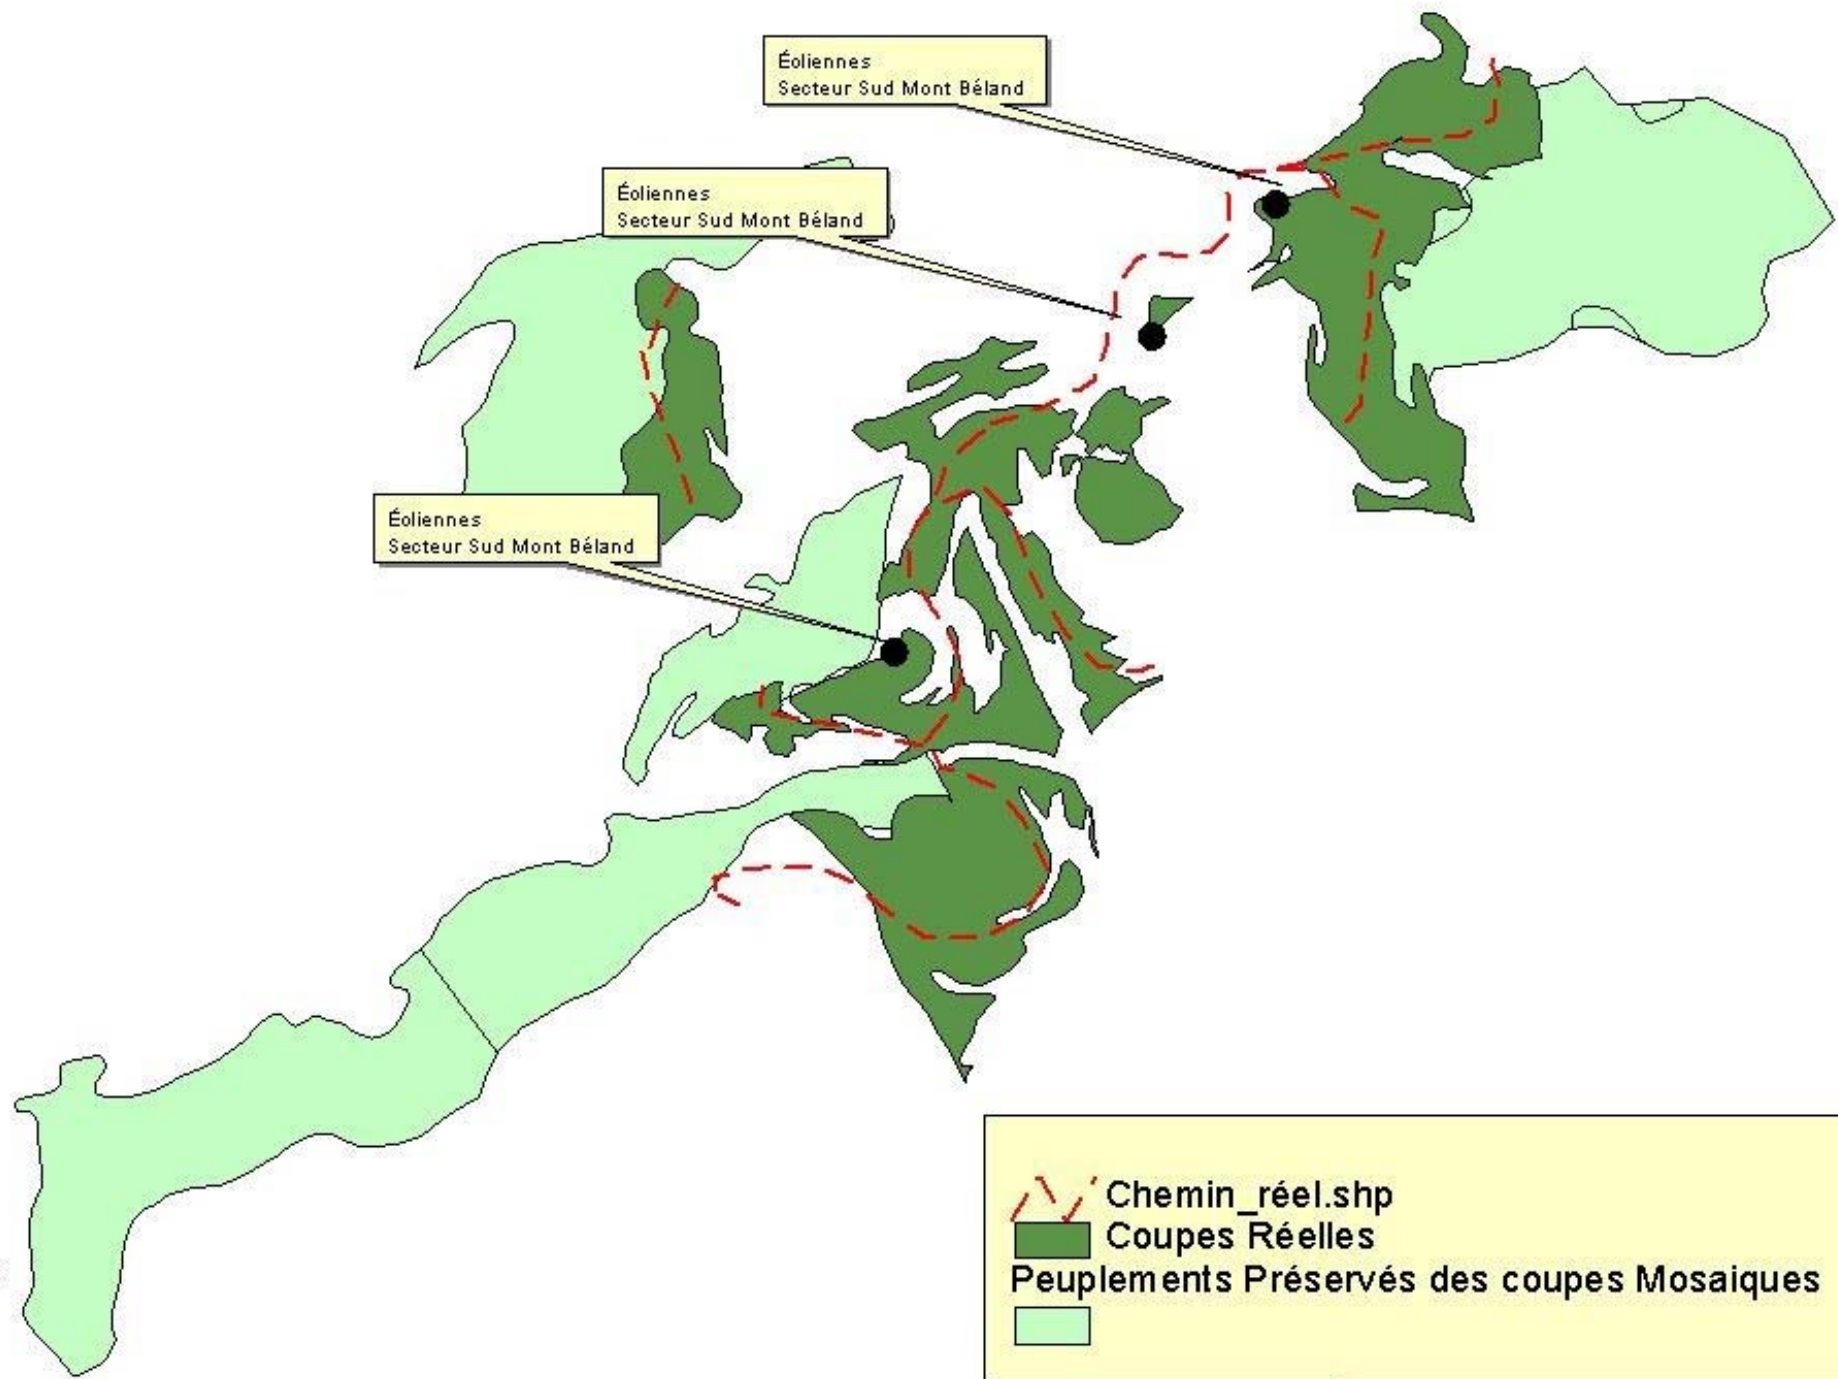 Éoliennes
Secteur Sud Mont Béland
Éoliennes
Secteur Sud Mont Béland
Éoliennes
Secteur Sud Mont Béland
Chemin_réel.shp
Coupes Réelles
Peuplements Préservés des coupes Mosaiques